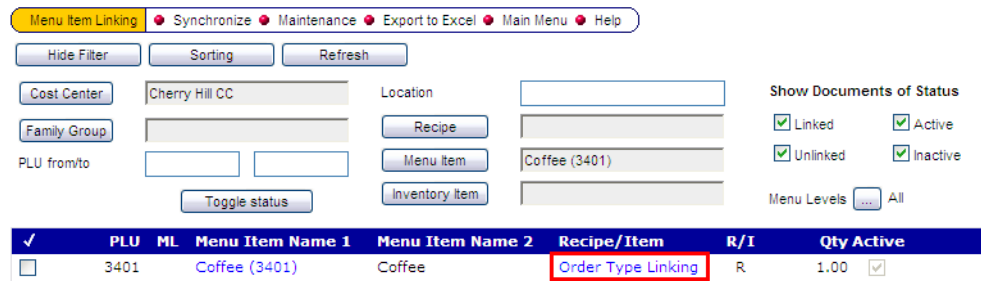 Menu Item Linking Synchronize Maintenance Export to Excel Main Menu Help
Hide Filter Sorting Refresh
Cost Center Cherry Hill CC Location Show Documents of Status
Family Group Recipe Linked Active
PLU from/to Menu Item Coffee (3401) Unlinked Inactive
Toggle status Inventory Item Menu Levels ... All
PLU ML Menu Item Name 1 Menu Item Name 2 Recipe/Item R/I Qty Active
3401 Coffee (3401) Coffee Order Type Linking R 1.00